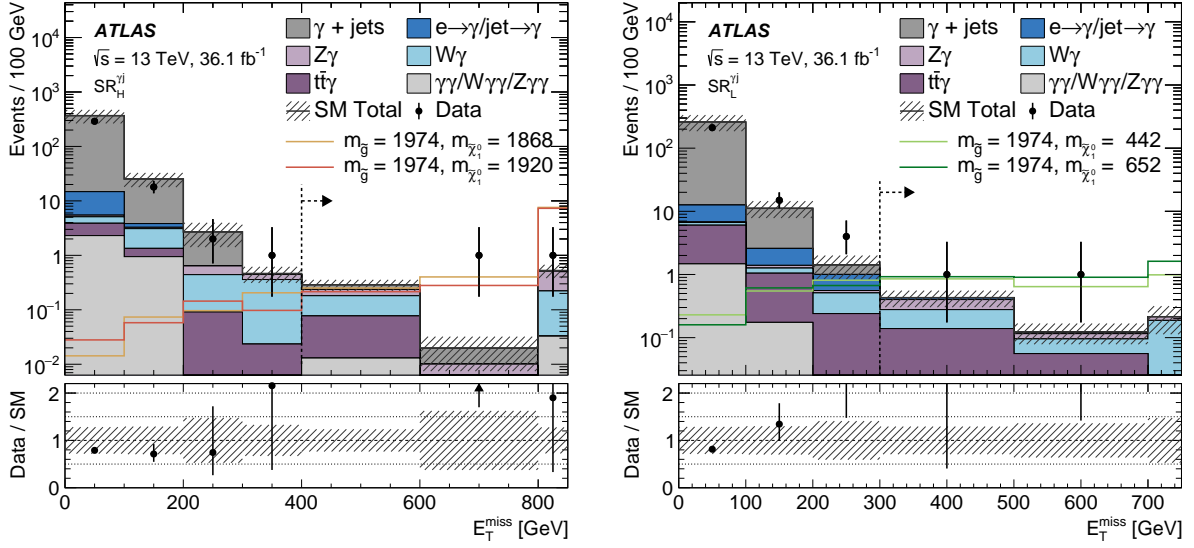 ATLAS
√s = 13 TeV, 36.1 fb⁻¹
SR_H^γj
γ + jets
e→γ/jet→γ
Zγ
Wγ
tt̄γ
γγ/Wγγ/Zγγ
SM Total
Data
m_g̃ = 1974, m_χ̃₁⁰ = 1868
m_g̃ = 1974, m_χ̃₁⁰ = 1920
Events / 100 GeV
10⁴
10³
10²
10
1
10⁻¹
10⁻²
Data / SM
2
1
0
0 200 400 600 800
E_T^miss [GeV]
ATLAS
√s = 13 TeV, 36.1 fb⁻¹
SR_L^γj
γ + jets
e→γ/jet→γ
Zγ
Wγ
tt̄γ
γγ/Wγγ/Zγγ
SM Total
Data
m_g̃ = 1974, m_χ̃₁⁰ = 442
m_g̃ = 1974, m_χ̃₁⁰ = 652
Events / 100 GeV
10⁴
10³
10²
10
1
10⁻¹
Data / SM
2
1
0
0 100 200 300 400 500 600 700
E_T^miss [GeV]